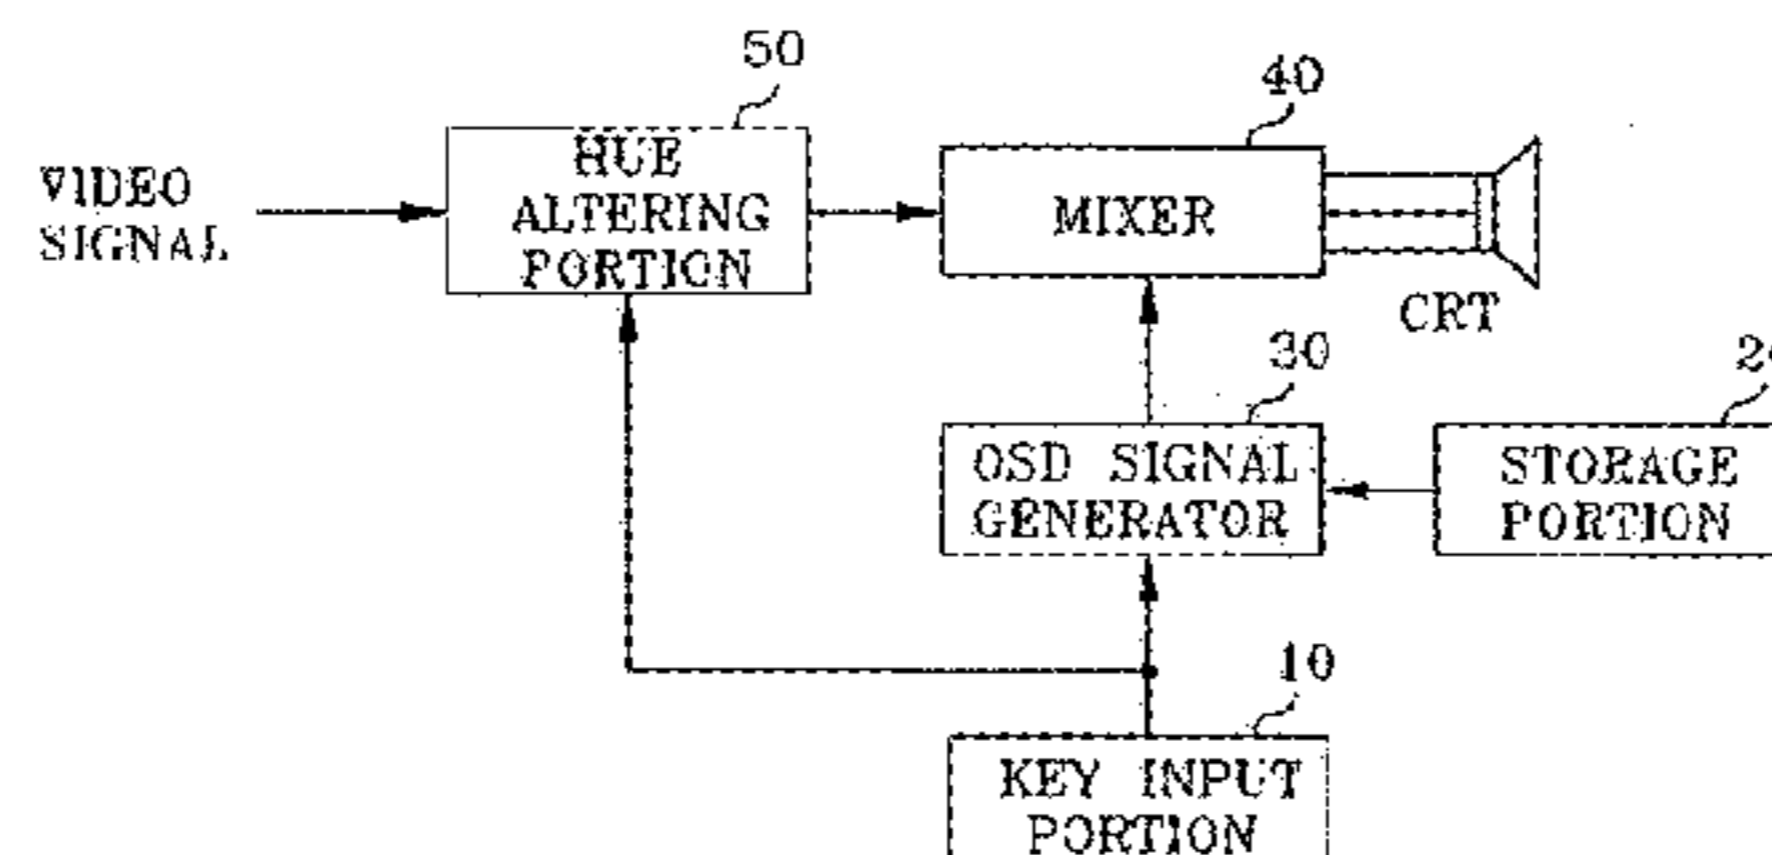 50
40
VIDEO
SIGNAL
HUE
ALTERING
PORTION
MIXER
CRT
30
OSD SIGNAL
GENERATOR
STORAGE
PORTION
10
KEY INPUT
PORTION